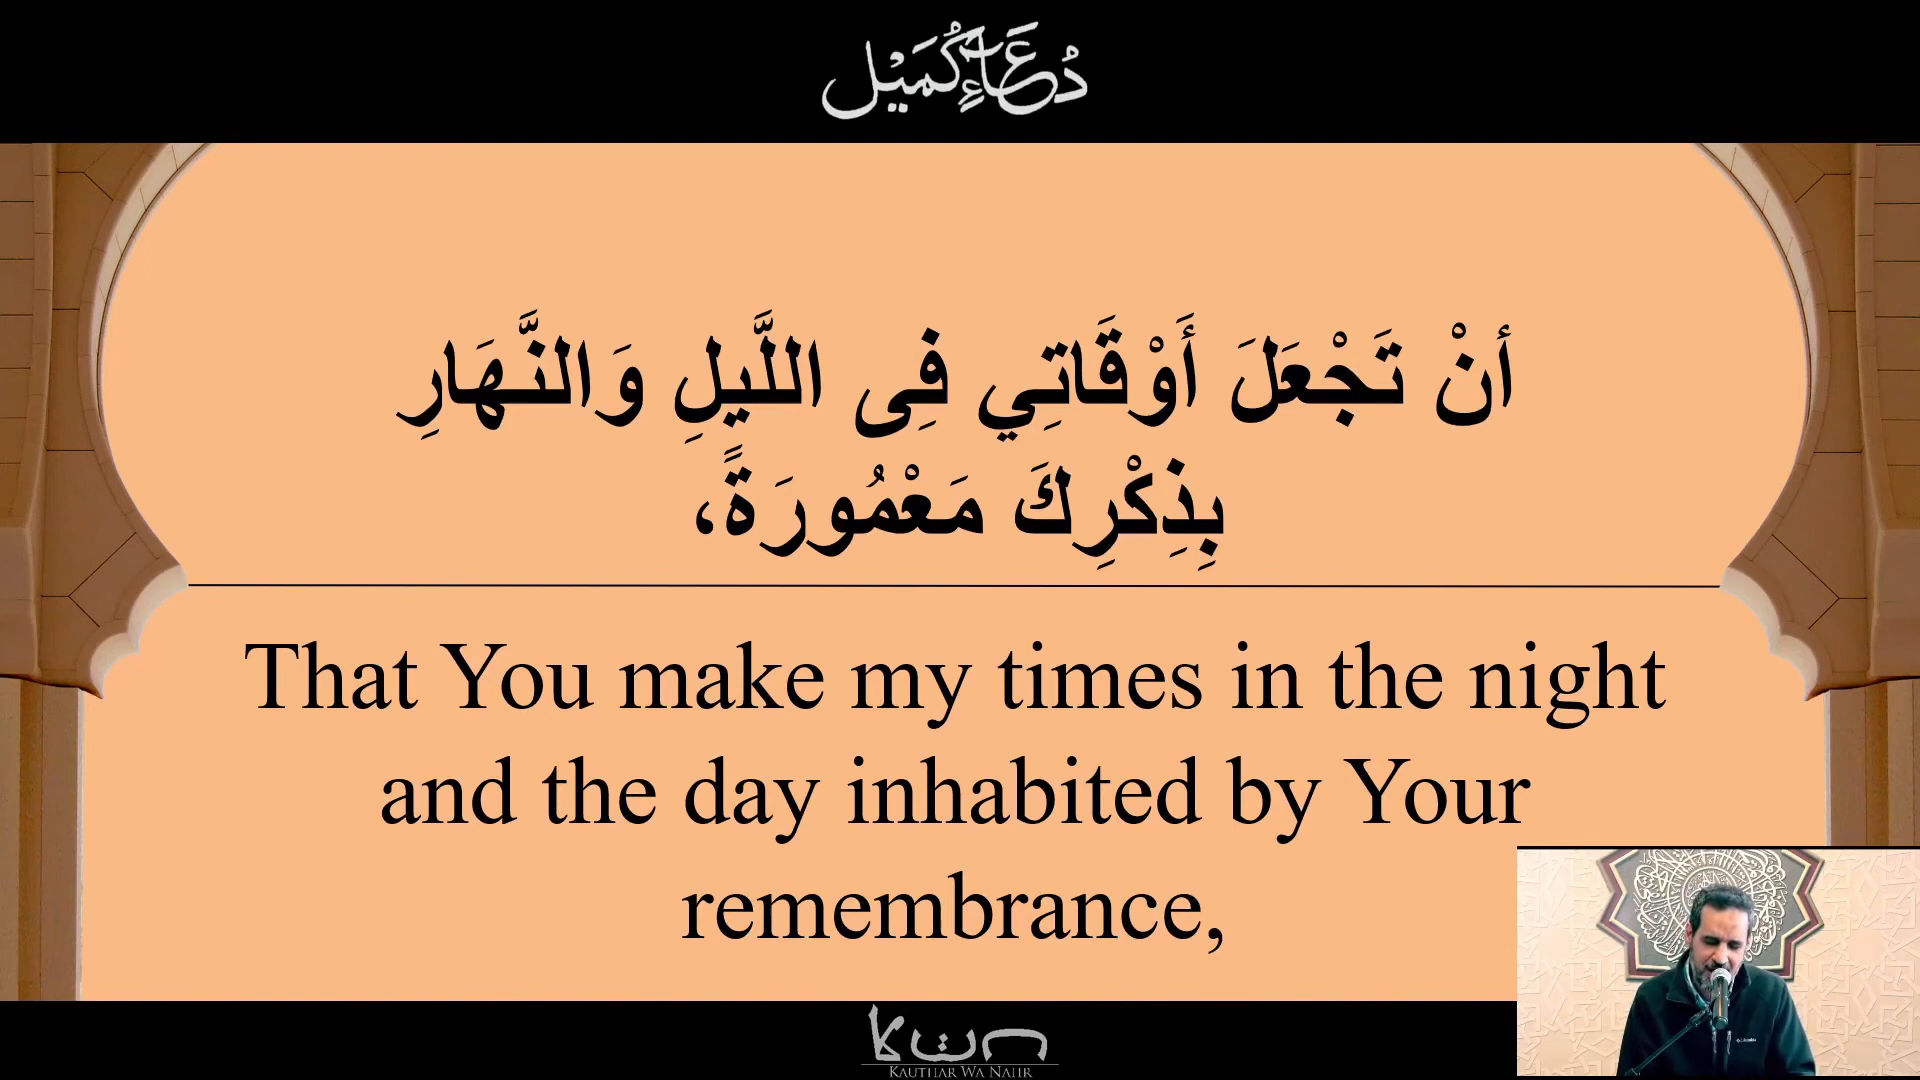 دُعَاءِ كُمَيْل
أنْ تَجْعَلَ أَوْقَاتِي فِى اللَّيلِ وَالنَّهَارِ
بِذِكْرِكَ مَعْمُورَةً،
That You make my times in the night
and the day inhabited by Your
remembrance,
KAUTHAR WA NAHR